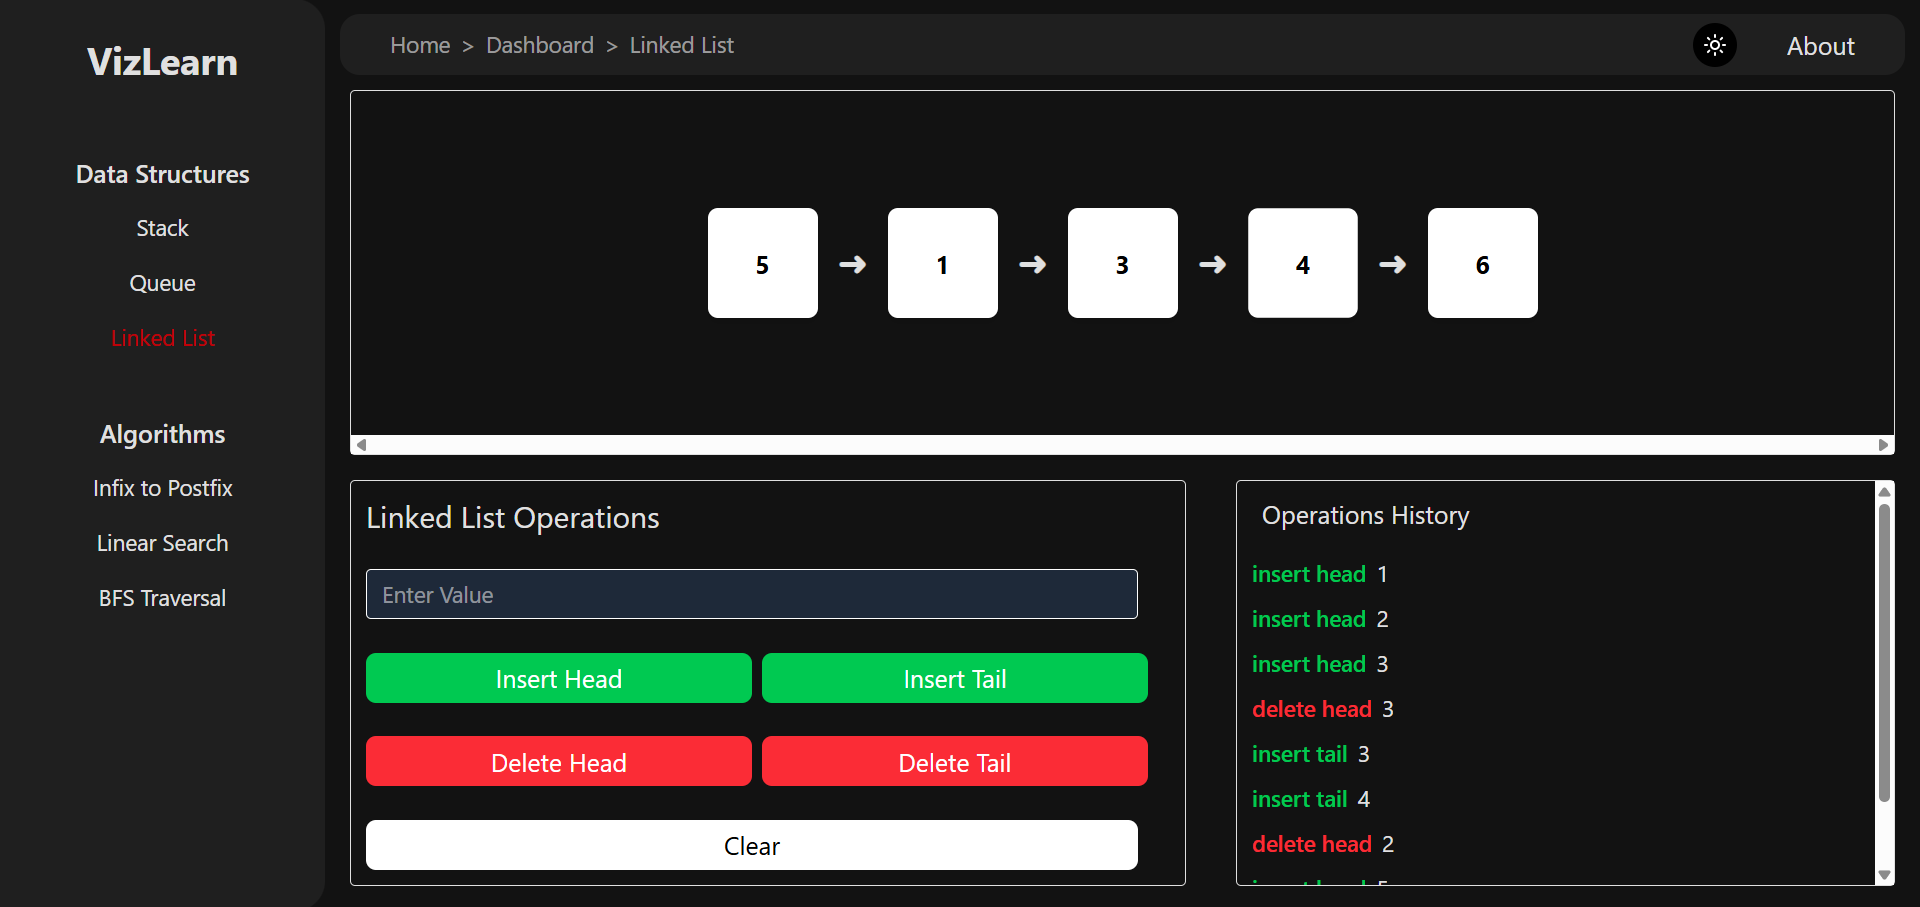 VizLearn
Data Structures
Stack
Queue
Linked List
Algorithms
Infix to Postfix
Linear Search
BFS Traversal
Home > Dashboard > Linked List
About
5 ➜ 1 ➜ 3 ➜ 4 ➜ 6
Linked List Operations
Enter Value
Insert Head
Insert Tail
Delete Head
Delete Tail
Clear
Operations History
insert head 1
insert head 2
insert head 3
delete head 3
insert tail 3
insert tail 4
delete head 2